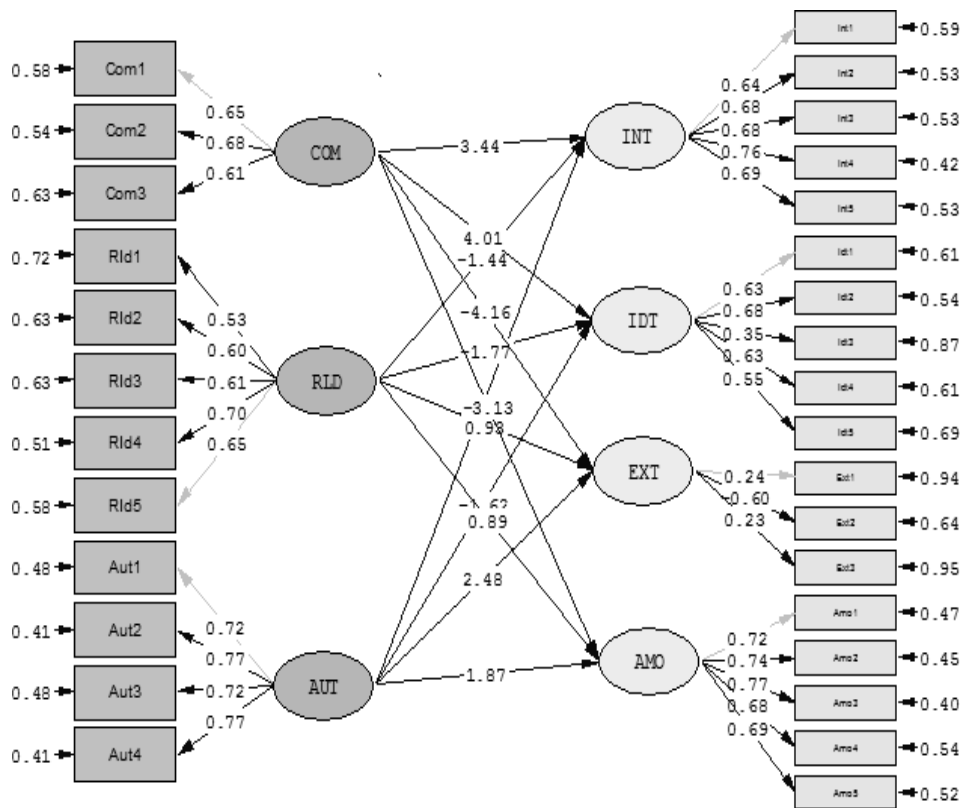 0.58
Com1
0.54
Com2
0.63
Com3
0.72
Rld1
0.63
Rld2
0.63
Rld3
0.51
Rld4
0.58
Rld5
0.48
Aut1
0.41
Aut2
0.48
Aut3
0.41
Aut4
0.65
0.68
0.61
0.53
0.60
0.61
0.70
0.65
0.72
0.77
0.72
0.77
COM
RLD
AUT
3.44
4.01
-1.44
-4.16
-1.77
-3.13
0.93
-1.62
0.89
2.48
-1.87
INT
IDT
EXT
AMO
0.64
0.68
0.68
0.76
0.69
0.63
0.68
0.35
0.63
0.55
0.24
-0.60
0.23
0.72
0.74
0.77
0.68
0.69
Int1
0.59
Int2
0.53
Int3
0.53
Int4
0.42
Int5
0.53
Idt1
0.61
Idt2
0.54
Idt3
0.87
Idt4
0.61
Idt5
0.69
Ext1
0.94
Ext2
0.64
Ext3
0.95
Amo1
0.47
Amo2
0.45
Amo3
0.40
Amo4
0.54
Amo5
0.52